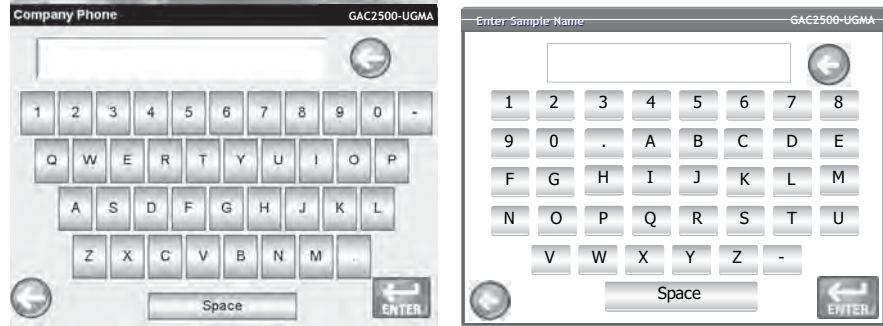 Company Phone GAC2500-UGMA
1 2 3 4 5 6 7 8 9 0 -
Q W E R T Y U I O P
A S D F G H J K L
Z X C V B N M .
Space ENTER
Enter Sample Name GAC2500-UGMA
1 2 3 4 5 6 7 8
9 0 . A B C D E
F G H I J K L M
N O P Q R S T U
V W X Y Z -
Space ENTER